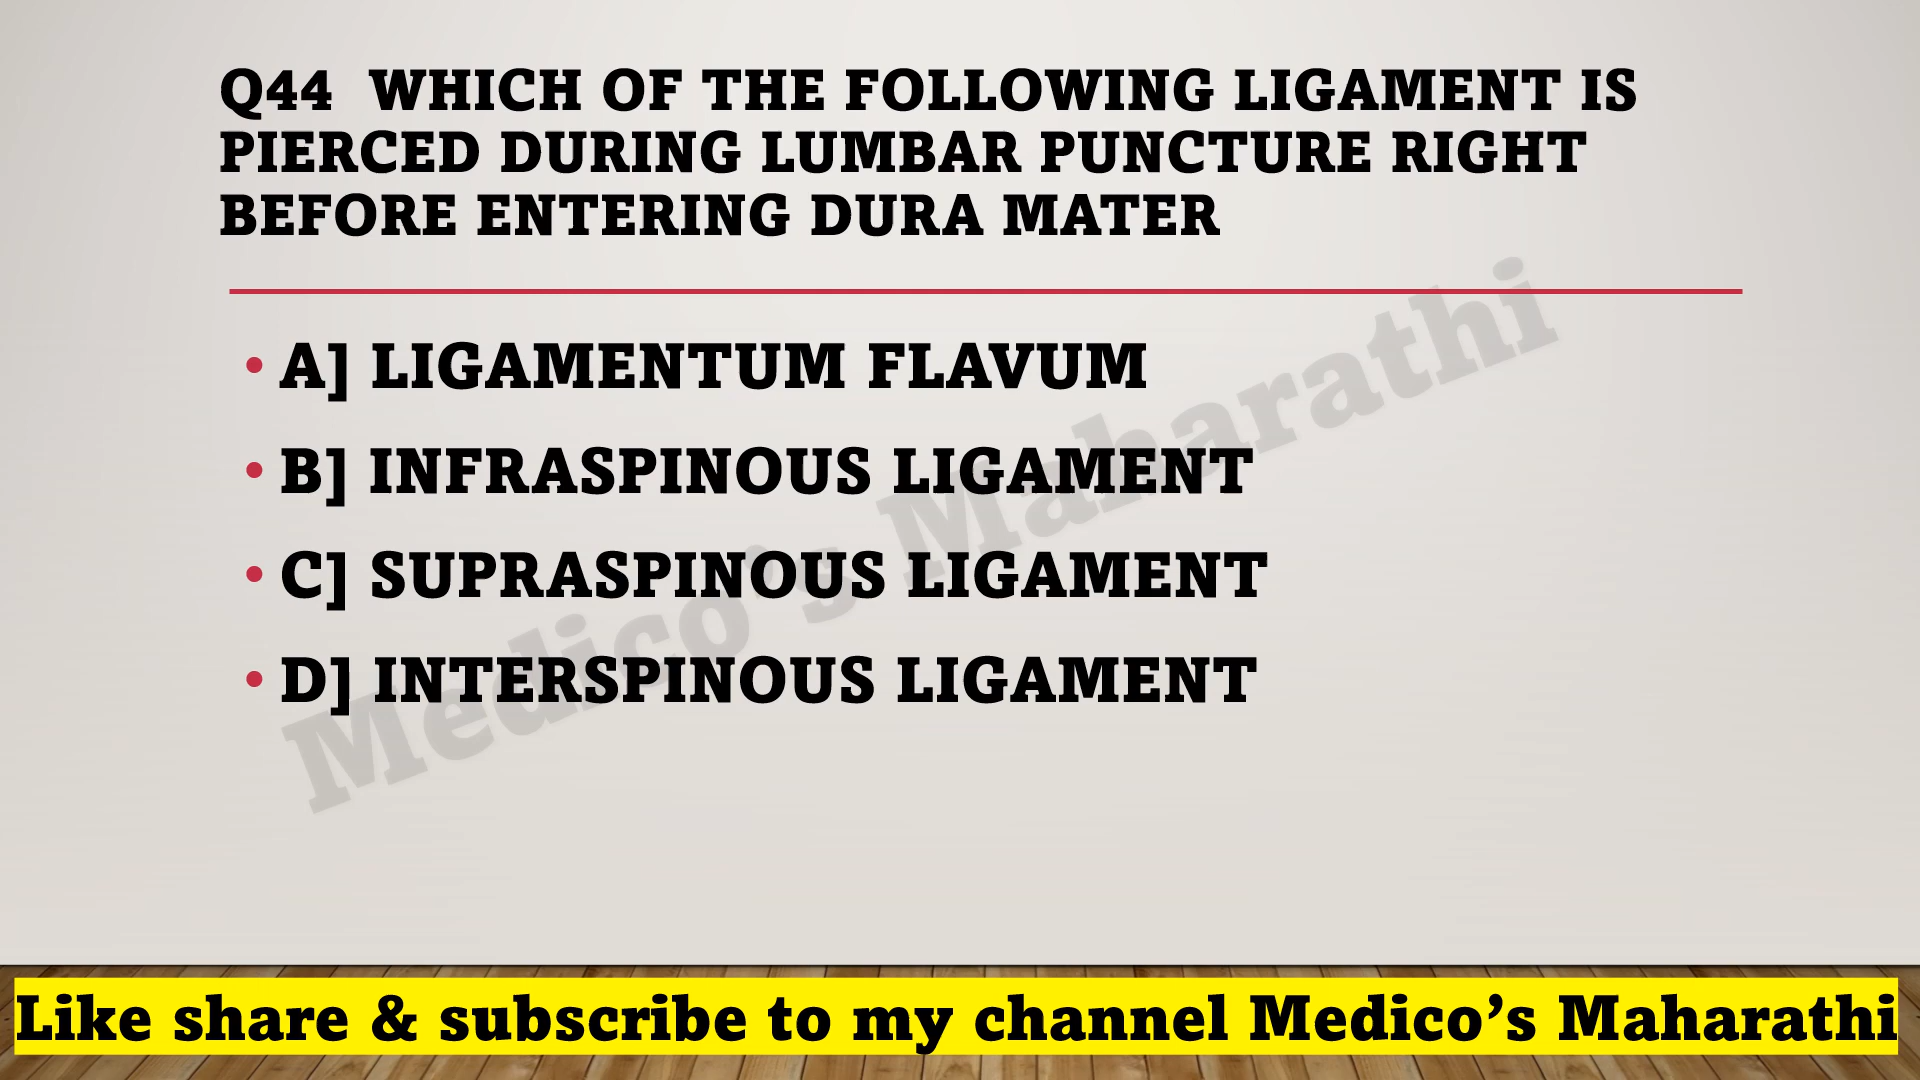 Q44  WHICH OF THE FOLLOWING LIGAMENT IS
PIERCED DURING LUMBAR PUNCTURE RIGHT
BEFORE ENTERING DURA MATER
• A] LIGAMENTUM FLAVUM
• B] INFRASPINOUS LIGAMENT
• C] SUPRASPINOUS LIGAMENT
• D] INTERSPINOUS LIGAMENT
Medico's Maharathi
Like share & subscribe to my channel Medico’s Maharathi